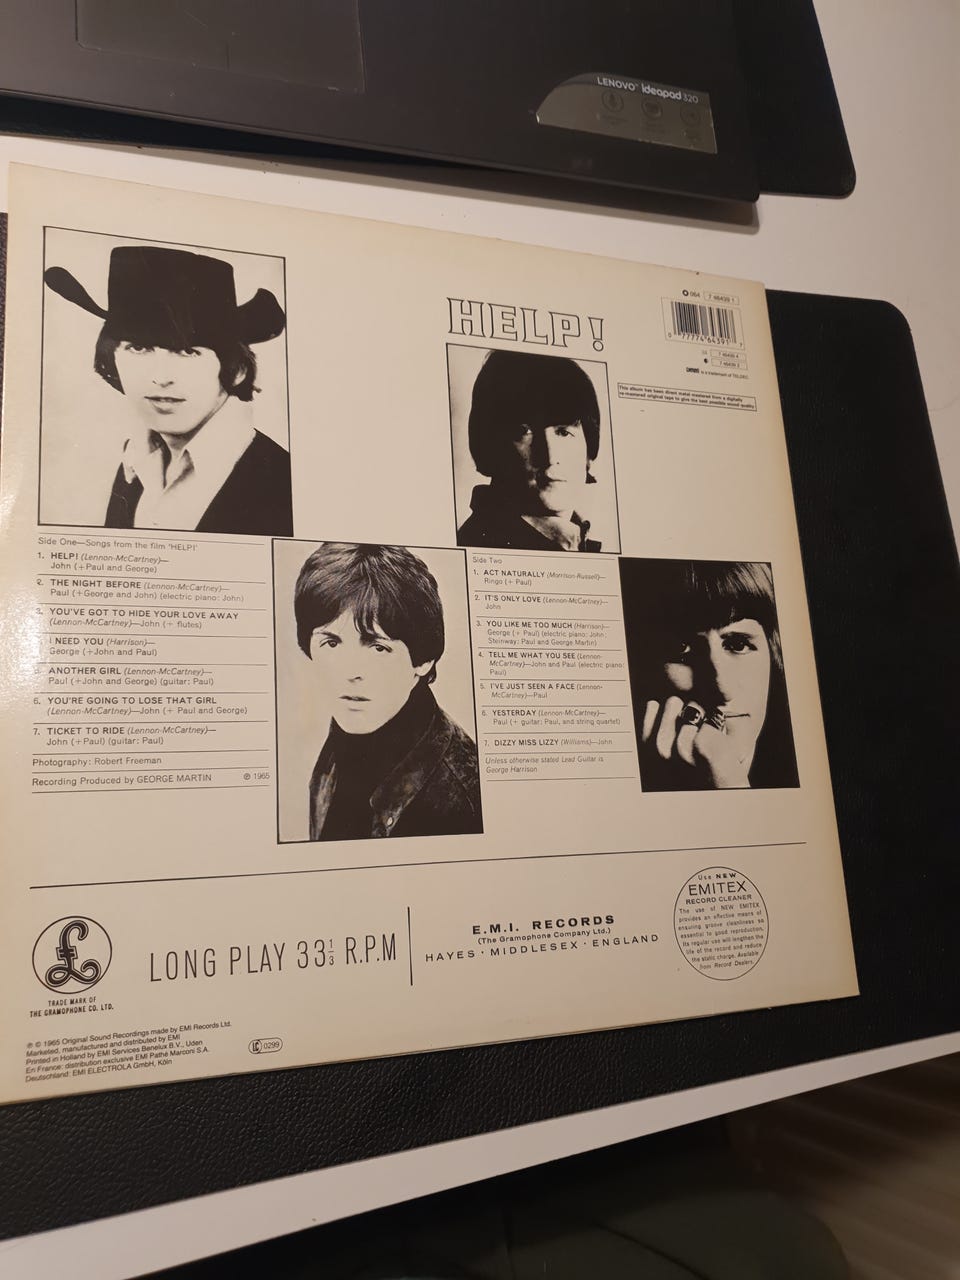 LENOVO ideapad 320
HELP!
064 7 46439 1
0 77774 64391 7
7 46439 4
7 46439 2
is a trademark of TELDEC
This album has been direct metal mastered from a digitally
re-mastered original tape to give the best possible sound quality
Side One—Songs from the film 'HELP!'
1. HELP! (Lennon-McCartney)—
John (+Paul and George)
2. THE NIGHT BEFORE (Lennon-McCartney)—
Paul (+George and John) (electric piano: John)
3. YOU'VE GOT TO HIDE YOUR LOVE AWAY
(Lennon-McCartney)—John (+ flutes)
I NEED YOU (Harrison)—
George (+John and Paul)
5. ANOTHER GIRL (Lennon-McCartney)—
Paul (+John and George) (guitar: Paul)
6. YOU'RE GOING TO LOSE THAT GIRL
(Lennon-McCartney)—John (+ Paul and George)
7. TICKET TO RIDE (Lennon-McCartney)—
John (+Paul) (guitar: Paul)
Photography: Robert Freeman
Recording Produced by GEORGE MARTIN ℗ 1965
Side Two
1. ACT NATURALLY (Morrison-Russell)—
Ringo (+ Paul)
2. IT'S ONLY LOVE (Lennon-McCartney)—
John
3. YOU LIKE ME TOO MUCH (Harrison)—
George (+ Paul) (electric piano: John;
Steinway: Paul and George Martin)
4. TELL ME WHAT YOU SEE (Lennon-
McCartney)—John and Paul (electric piano:
Paul)
5. I'VE JUST SEEN A FACE (Lennon-
McCartney)—Paul
6. YESTERDAY (Lennon-McCartney)—
Paul (+ guitar: Paul, and string quartet)
7. DIZZY MISS LIZZY (Williams)—John
Unless otherwise stated Lead Guitar is
George Harrison
£
TRADE MARK OF
THE GRAMOPHONE CO. LTD.
LONG PLAY 33⅓ R.P.M
E.M.I. RECORDS
(The Gramophone Company Ltd.)
HAYES · MIDDLESEX · ENGLAND
Use NEW
EMITEX
RECORD CLEANER
The use of NEW EMITEX
provides an effective means of
ensuring groove cleanliness so
essential to good reproduction.
Its regular use will lengthen the
life of the record and reduce
the static charge. Available
from Record Dealers.
℗ © 1965 Original Sound Recordings made by EMI Records Ltd.
Marketed, manufactured and distributed by EMI
Printed in Holland by EMI Services Benelux B.V., Uden
En France: distribution exclusive EMI Pathé Marconi S.A.
Deutschland: EMI ELECTROLA GmbH, Köln
LC 0299